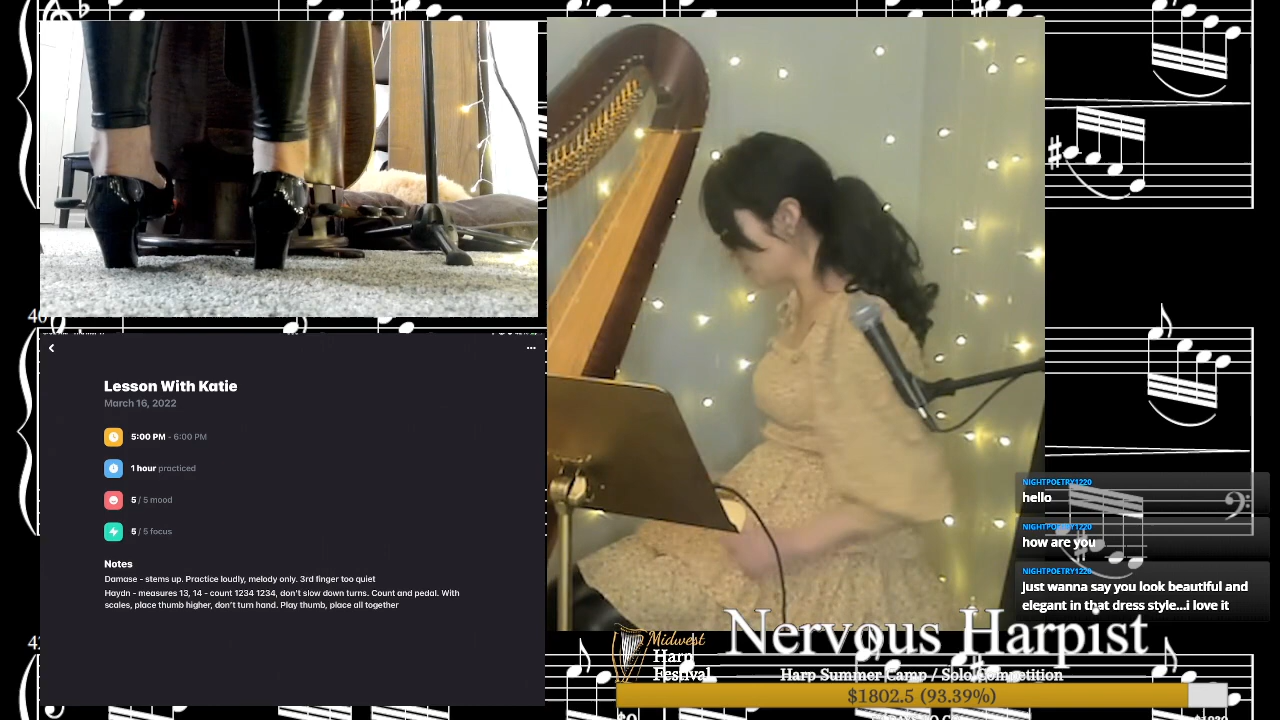 Lesson With Katie
March 16, 2022
5:00 PM - 6:00 PM
1 hour practiced
5 / 5 mood
5 / 5 focus
Notes
Damase - stems up. Practice loudly, melody only. 3rd finger too quiet
Haydn - measures 13, 14 - count 1234 1234, don't slow down turns. Count and pedal. With
scales, place thumb higher, don't turn hand. Play thumb, place all together
NIGHTPOETRY1220
hello
NIGHTPOETRY1220
how are you
NIGHTPOETRY1220
Just wanna say you look beautiful and
elegant in that dress style...i love it
Nervous Harpist
Midwest
Harp
Festival
Harp Summer Camp / Solo Competition
$1802.5 (93.39%)